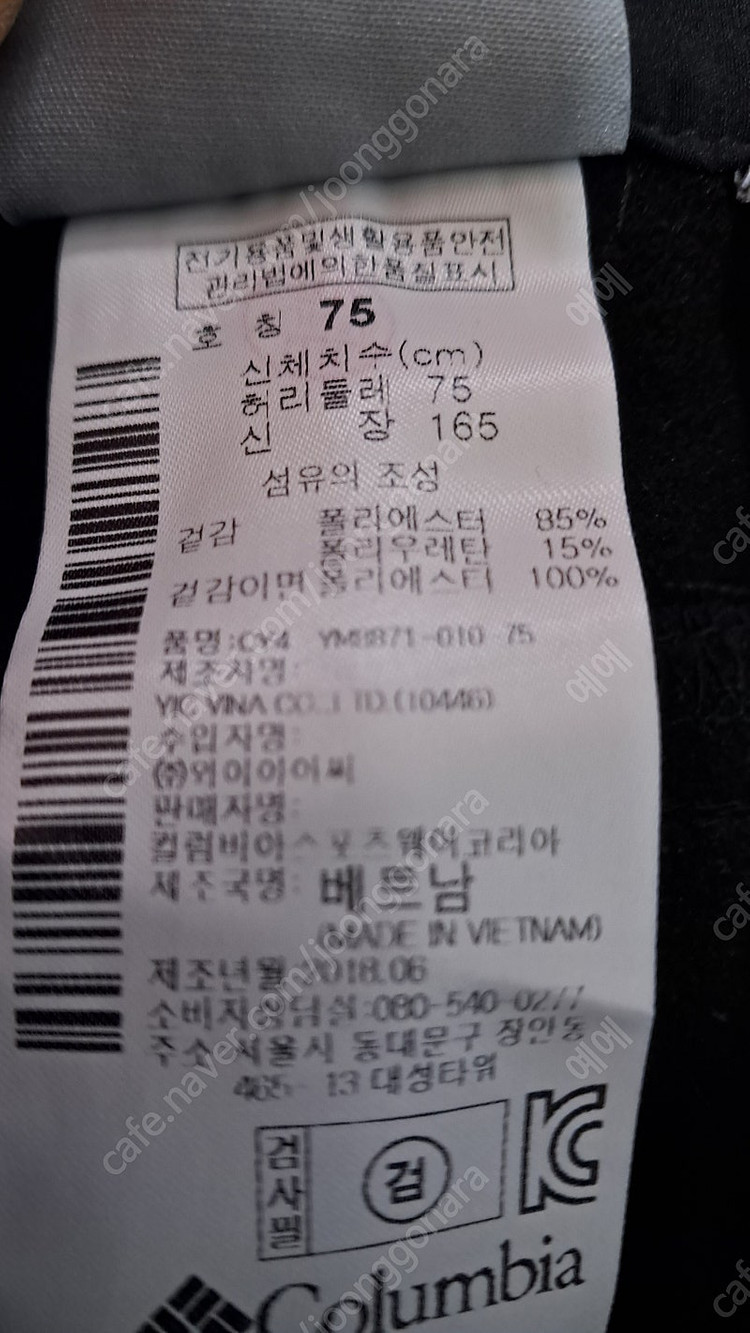 전기용품및생활용품안전
관리법에의한품질표시
호 칭 75
신체치수(cm)
허리둘레 75
신 장 165
섬유의 조성
겉감 폴리에스터 85%
폴리우레탄 15%
겉감이면 폴리에스터 100%
품명:CY4 YM9871-010-75
제조자명:
YIC VINA CO.,LTD.(10446)
수입자명:
판매자명:
컬럼비아스포츠웨어코리아
제조국명: 베트남
(MADE IN VIETNAM)
제조년월:2018.06
소비자상담실:080-540-0277
주소:서울시 동대문구 장안동
465-13 대성타워
검사필
검
KC
Columbia
cafe.naver.com/joonggonara
예예